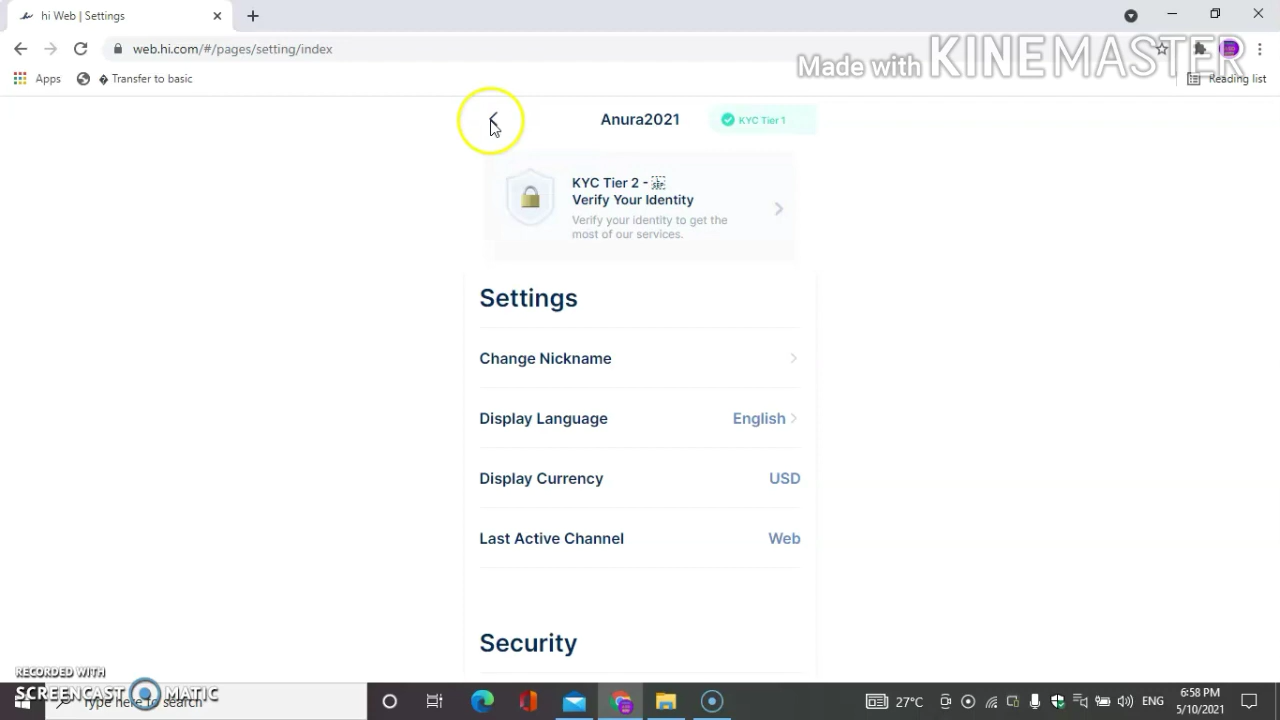 hi Web | Settings
web.hi.com/#/pages/setting/index
Made with KINEMASTER
Apps
Transfer to basic
Reading list
Anura2021
KYC Tier 1
KYC Tier 2 -
Verify Your Identity
Verify your identity to get the
most of our services.
Settings
Change Nickname
Display Language English
Display Currency USD
Last Active Channel Web
Security
RECORDED WITH
SCREENCAST MATIC
Type here to search
27°C
ENG
6:58 PM
5/10/2021